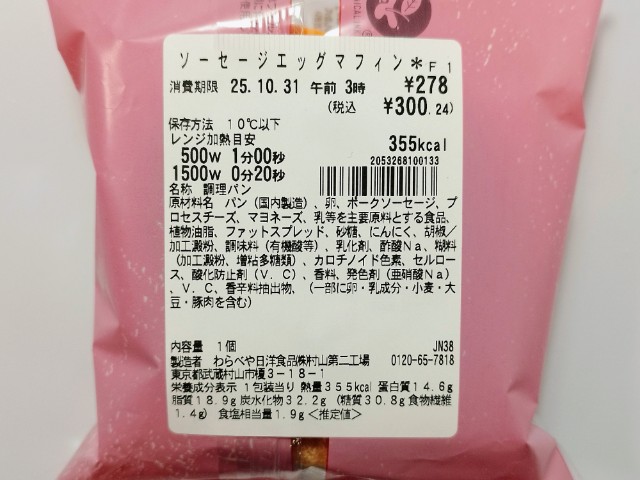 ソーセージエッグマフィン＊F1
消費期限 25.10.31 午前 3時 ¥278
(税込 ¥300.24)
保存方法 10℃以下
レンジ加熱目安 355kcal
500W 1分00秒
1500W 0分20秒
2053268100133
名称 調理パン
原材料名 パン（国内製造）、卵、ポークソーセージ、プ
ロセスチーズ、マヨネーズ、乳等を主要原料とする食品、
植物油脂、ファットスプレッド、砂糖、にんにく、胡椒／
加工澱粉、調味料（有機酸等）、乳化剤、酢酸Na、糊料
（加工澱粉、増粘多糖類）、カロチノイド色素、セルロー
ス、酸化防止剤（V．C）、香料、発色剤（亜硝酸Na）
、V．C、香辛料抽出物、（一部に卵・乳成分・小麦・大
豆・豚肉を含む）
内容量 1個 JN38
製造者 わらべや日洋食品㈱村山第二工場 0120-65-7818
東京都武蔵村山市榎3－18－1
栄養成分表示 1包装当り 熱量355kcal 蛋白質14.6g
脂質18.9g 炭水化物32.2g（糖質30.8g 食物繊維
1.4g） 食塩相当量1.9g＜推定値＞